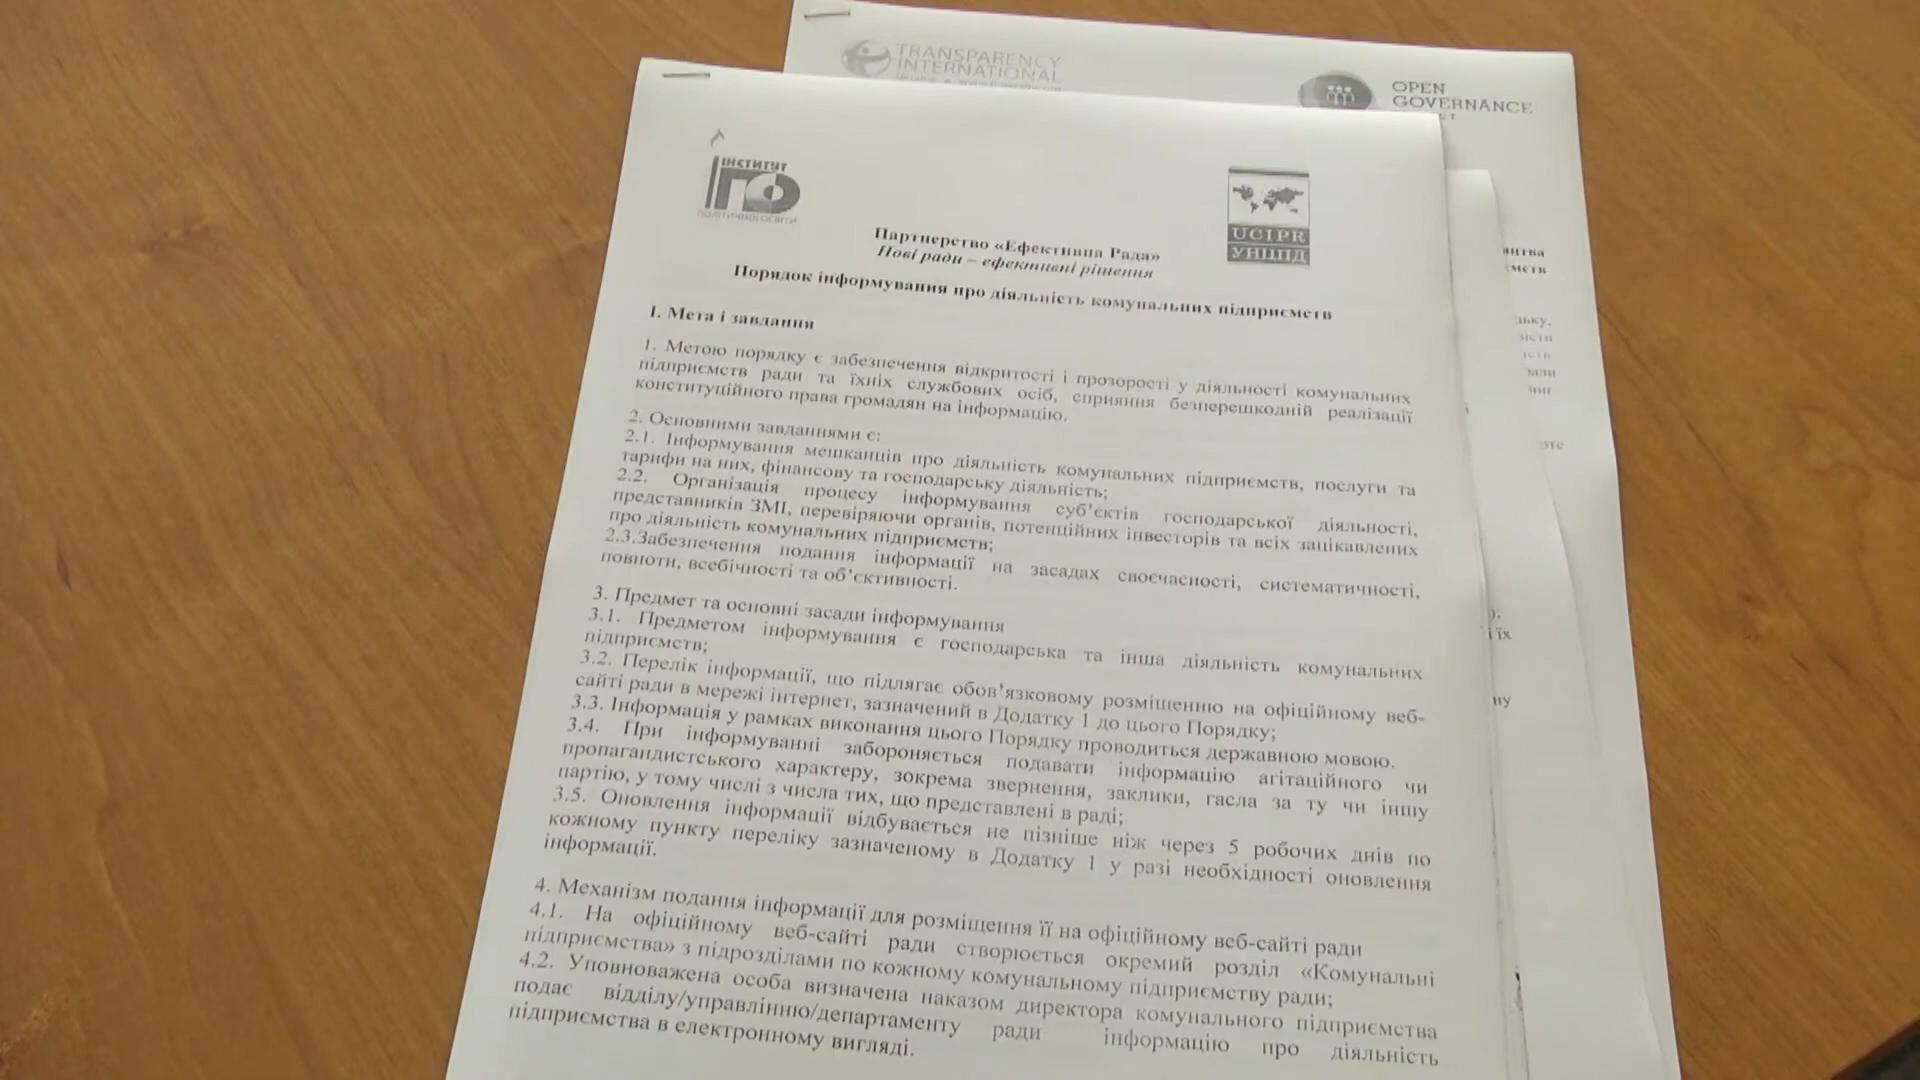 TRANSPARENCY
INTERNATIONAL
OPEN
GOVERNANCE
ІНСТИТУТ
ПОЛІТИЧНОЇ ОСВІТИ
UCIPR
УНЦПД
Партнерство «Ефективна Рада»
Нові ради – ефективні рішення
Порядок інформування про діяльність комунальних підприємств
І. Мета і завдання
1. Метою порядку є забезпечення відкритості і прозорості у діяльності комунальних
підприємств ради та їхніх службових осіб, сприяння безперешкодній реалізації
конституційного права громадян на інформацію.
2. Основними завданнями є:
2.1. Інформування мешканців про діяльність комунальних підприємств, послуги та
тарифи на них, фінансову та господарську діяльність;
2.2. Організація процесу інформування суб'єктів господарської діяльності,
представників ЗМІ, перевіряючи органів, потенційних інвесторів та всіх зацікавлених
про діяльність комунальних підприємств;
2.3.Забезпечення подання інформації на засадах своєчасності, систематичності,
повноти, всебічності та об'єктивності.
3. Предмет та основні засади інформування
3.1. Предметом інформування є господарська та інша діяльність комунальних
підприємств;
3.2. Перелік інформації, що підлягає обов'язковому розміщенню на офіційному веб-
сайті ради в мережі інтернет, зазначений в Додатку 1 до цього Порядку;
3.3. Інформація у рамках виконання цього Порядку проводиться державною мовою.
3.4. При інформуванні забороняється подавати інформацію агітаційного чи
пропагандистського характеру, зокрема звернення, заклики, гасла за ту чи іншу
партію, у тому числі з числа тих, що представлені в раді;
3.5. Оновлення інформації відбувається не пізніше ніж через 5 робочих днів по
кожному пункту переліку зазначеному в Додатку 1 у разі необхідності оновлення
інформації.
4. Механізм подання інформації для розміщення її на офіційному веб-сайті ради
4.1. На офіційному веб-сайті ради створюється окремий розділ «Комунальні
підприємства» з підрозділами по кожному комунальному підприємству ради;
4.2. Уповноважена особа визначена наказом директора комунального підприємства
подає відділу/управлінню/департаменту ради інформацію про діяльність
підприємства в електронному вигляді.